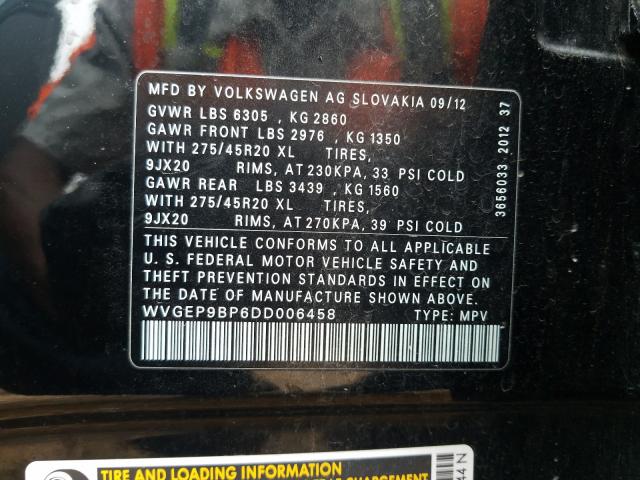 MFD BY VOLKSWAGEN AG SLOVAKIA 09/12
GVWR LBS 6305 , KG 2860
GAWR FRONT LBS 2976 , KG 1350
WITH 275/45R20 XL TIRES,
9JX20 RIMS, AT 230KPA, 33 PSI COLD
GAWR REAR LBS 3439 , KG 1560
WITH 275/45R20 XL TIRES,
9JX20 RIMS, AT 270KPA, 39 PSI COLD
THIS VEHICLE CONFORMS TO ALL APPLICABLE
U. S. FEDERAL MOTOR VEHICLE SAFETY AND
THEFT PREVENTION STANDARDS IN EFFECT ON
THE DATE OF MANUFACTURE SHOWN ABOVE.
WVGEP9BP6DD006458 TYPE: MPV
3656033 2012 37
TIRE AND LOADING INFORMATION